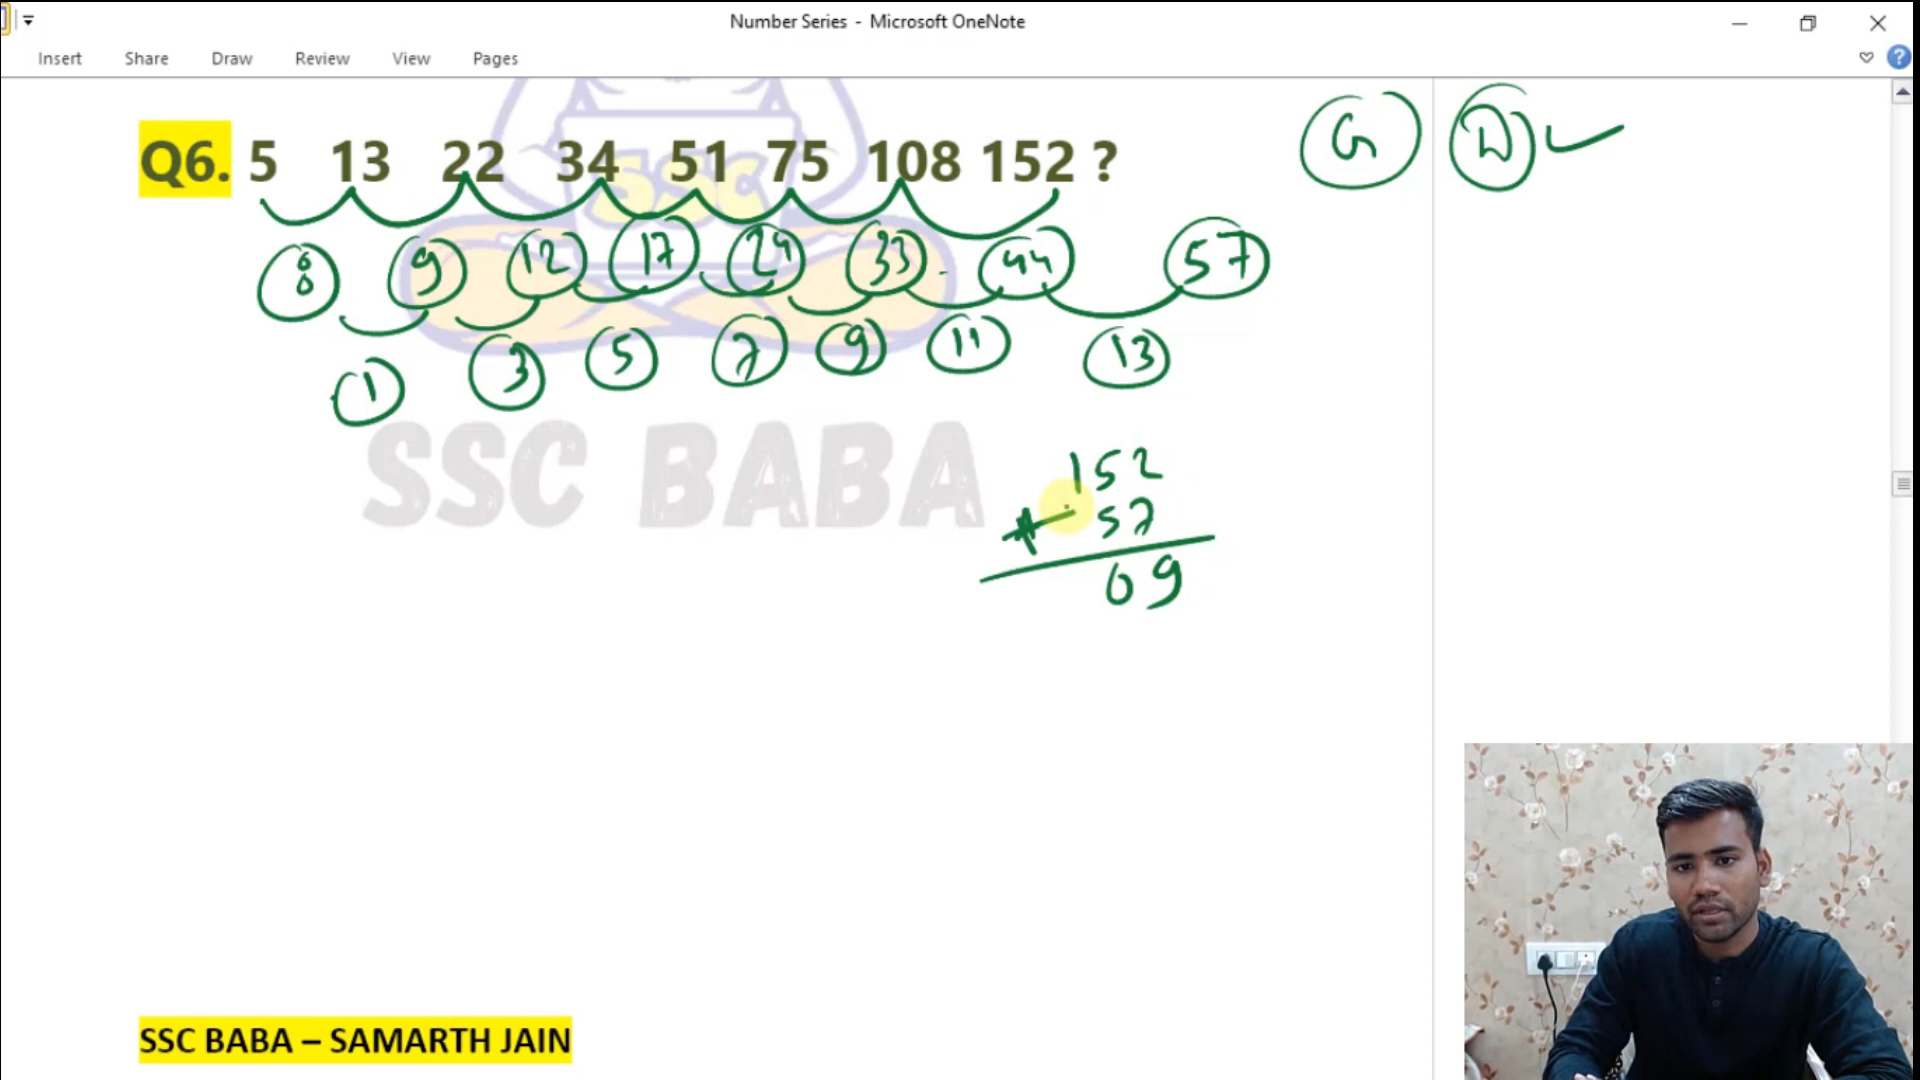 Number Series - Microsoft OneNote
Insert Share Draw Review View Pages
Q6. 5 13 22 34 51 75 108 152 ?
G D
SSC
8 9 12 17 24 33 44 57
1 3 5 7 9 11 13
SSC BABA
152
+ 57
09
SSC BABA – SAMARTH JAIN